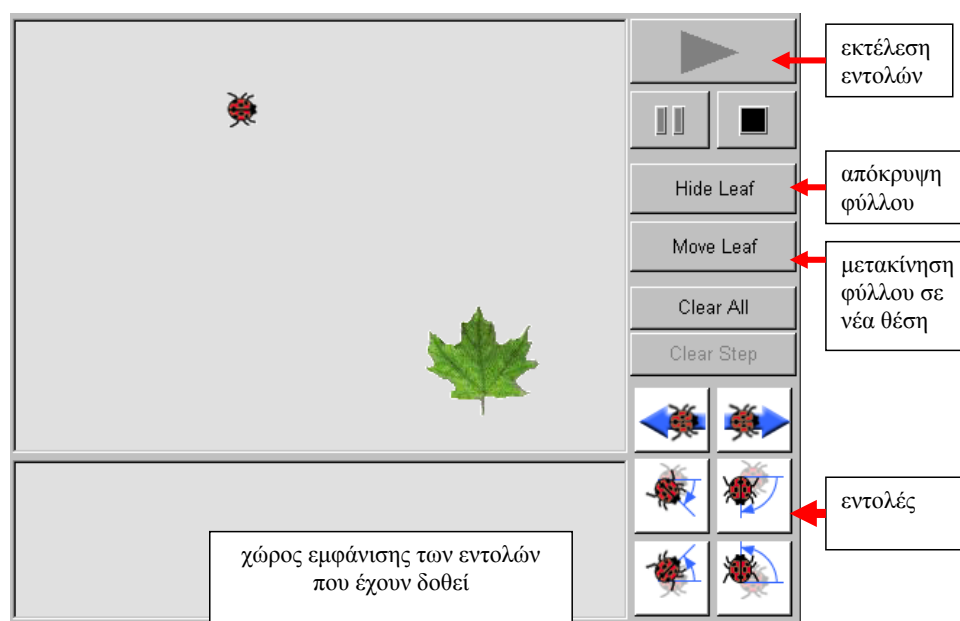 εκτέλεση
εντολών
Hide Leaf
απόκρυψη
φύλλου
Move Leaf
μετακίνηση
φύλλου σε
νέα θέση
Clear All
Clear Step
εντολές
χώρος εμφάνισης των εντολών
που έχουν δοθεί